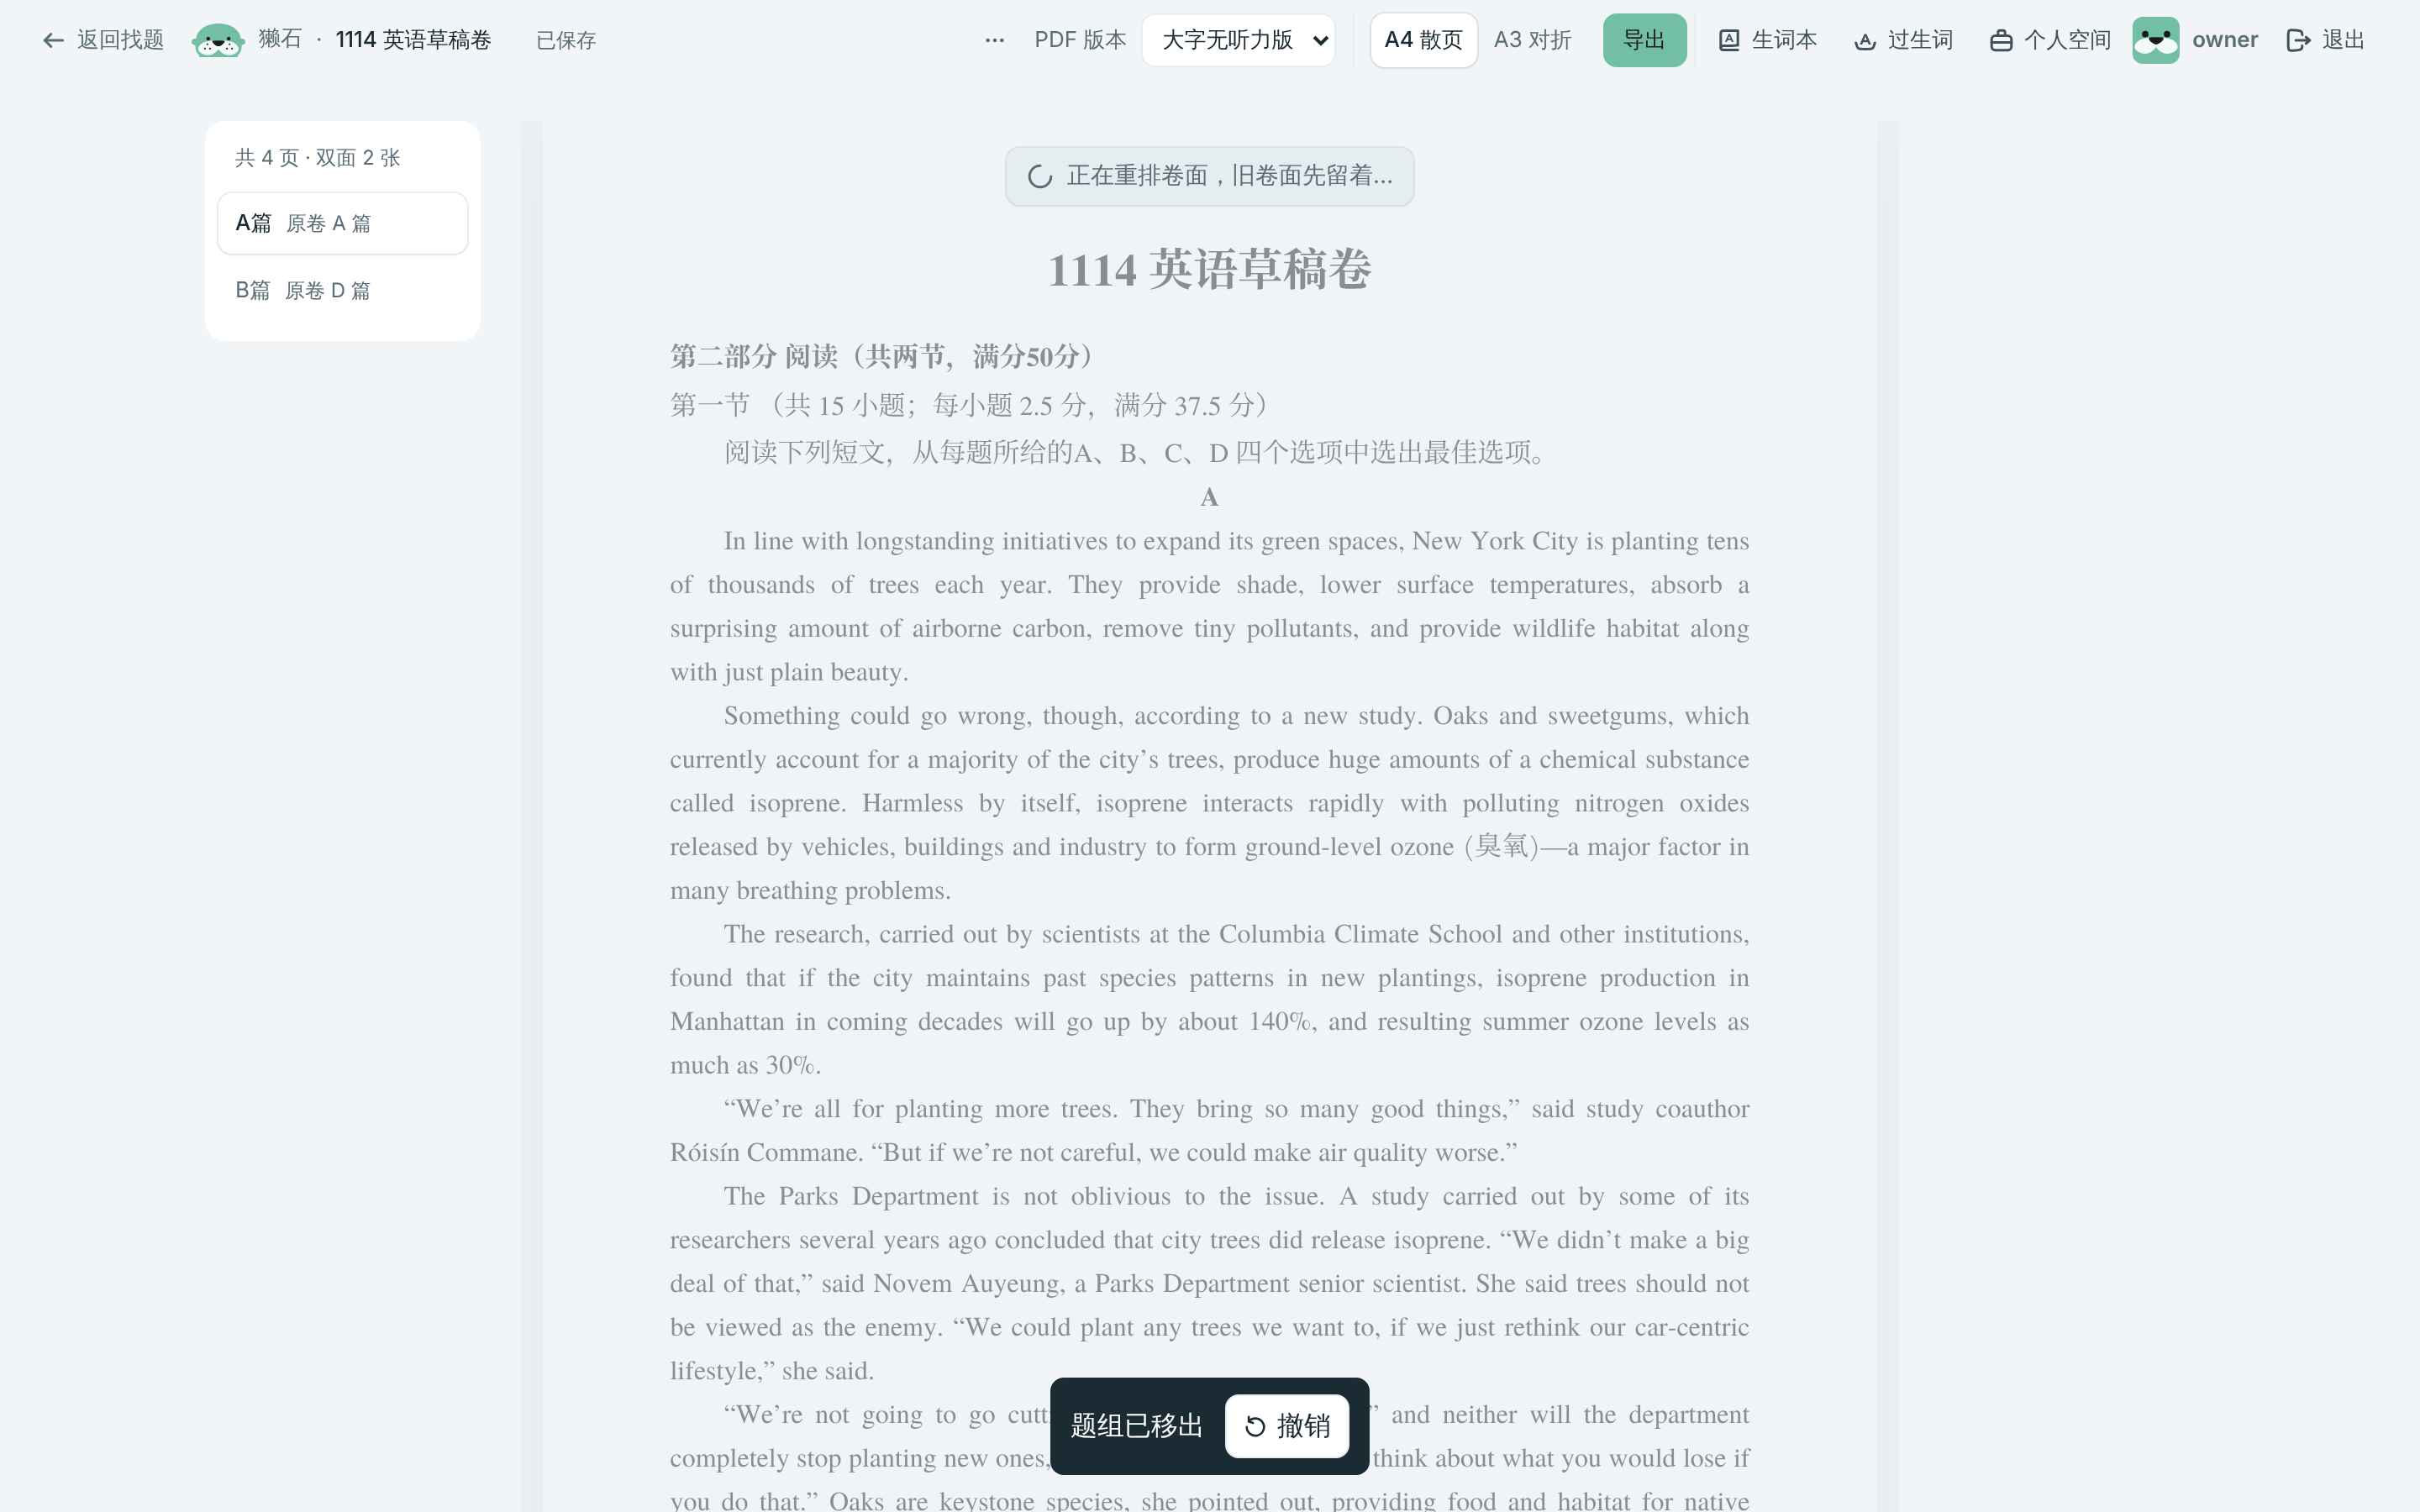 返回找题
獭石 · 1114 英语草稿卷
已保存
PDF 版本
大字无听力版
A4 散页
A3 对折
导出
生词本
过生词
个人空间
owner
退出
共 4 页 · 双面 2 张
A篇 原卷 A 篇
B篇 原卷 D 篇
正在重排卷面，旧卷面先留着...
1114 英语草稿卷
第二部分 阅读（共两节，满分50分）
第一节 （共 15 小题；每小题 2.5 分，满分 37.5 分）
阅读下列短文，从每题所给的A、B、C、D 四个选项中选出最佳选项。
A
In line with longstanding initiatives to expand its green spaces, New York City is planting tens
of thousands of trees each year. They provide shade, lower surface temperatures, absorb a
surprising amount of airborne carbon, remove tiny pollutants, and provide wildlife habitat along
with just plain beauty.
Something could go wrong, though, according to a new study. Oaks and sweetgums, which
currently account for a majority of the city’s trees, produce huge amounts of a chemical substance
called isoprene. Harmless by itself, isoprene interacts rapidly with polluting nitrogen oxides
released by vehicles, buildings and industry to form ground-level ozone (臭氧)—a major factor in
many breathing problems.
The research, carried out by scientists at the Columbia Climate School and other institutions,
found that if the city maintains past species patterns in new plantings, isoprene production in
Manhattan in coming decades will go up by about 140%, and resulting summer ozone levels as
much as 30%.
“We’re all for planting more trees. They bring so many good things,” said study coauthor
Róisín Commane. “But if we’re not careful, we could make air quality worse.”
The Parks Department is not oblivious to the issue. A study carried out by some of its
researchers several years ago concluded that city trees did release isoprene. “We didn’t make a big
deal of that,” said Novem Auyeung, a Parks Department senior scientist. She said trees should not
be viewed as the enemy. “We could plant any trees we want to, if we just rethink our car-centric
lifestyle,” she said.
“We’re not going to go ” and neither will the department
completely stop planting new ones, think about what you would lose if
you do that.” Oaks are keystone species, she pointed out, providing food and habitat for native
题组已移出
撤销